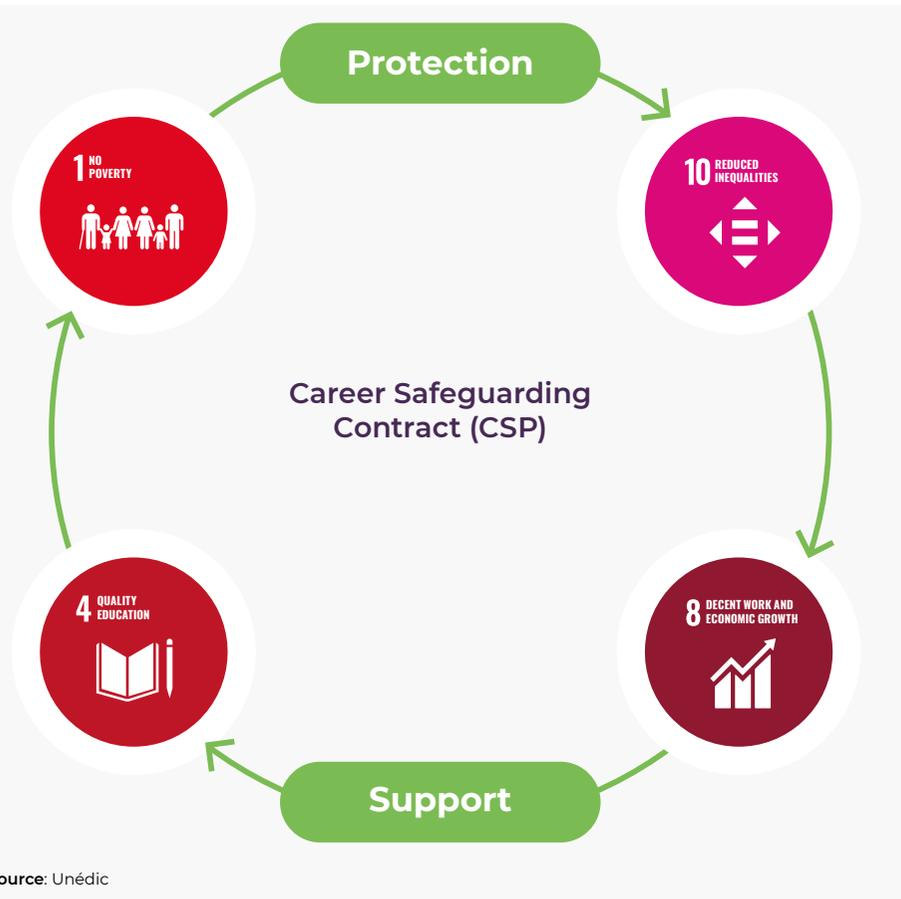 Protection
1 NO
POVERTY
10 REDUCED
INEQUALITIES
Career Safeguarding
Contract (CSP)
4 QUALITY
EDUCATION
8 DECENT WORK AND
ECONOMIC GROWTH
Support
ource: Unédic